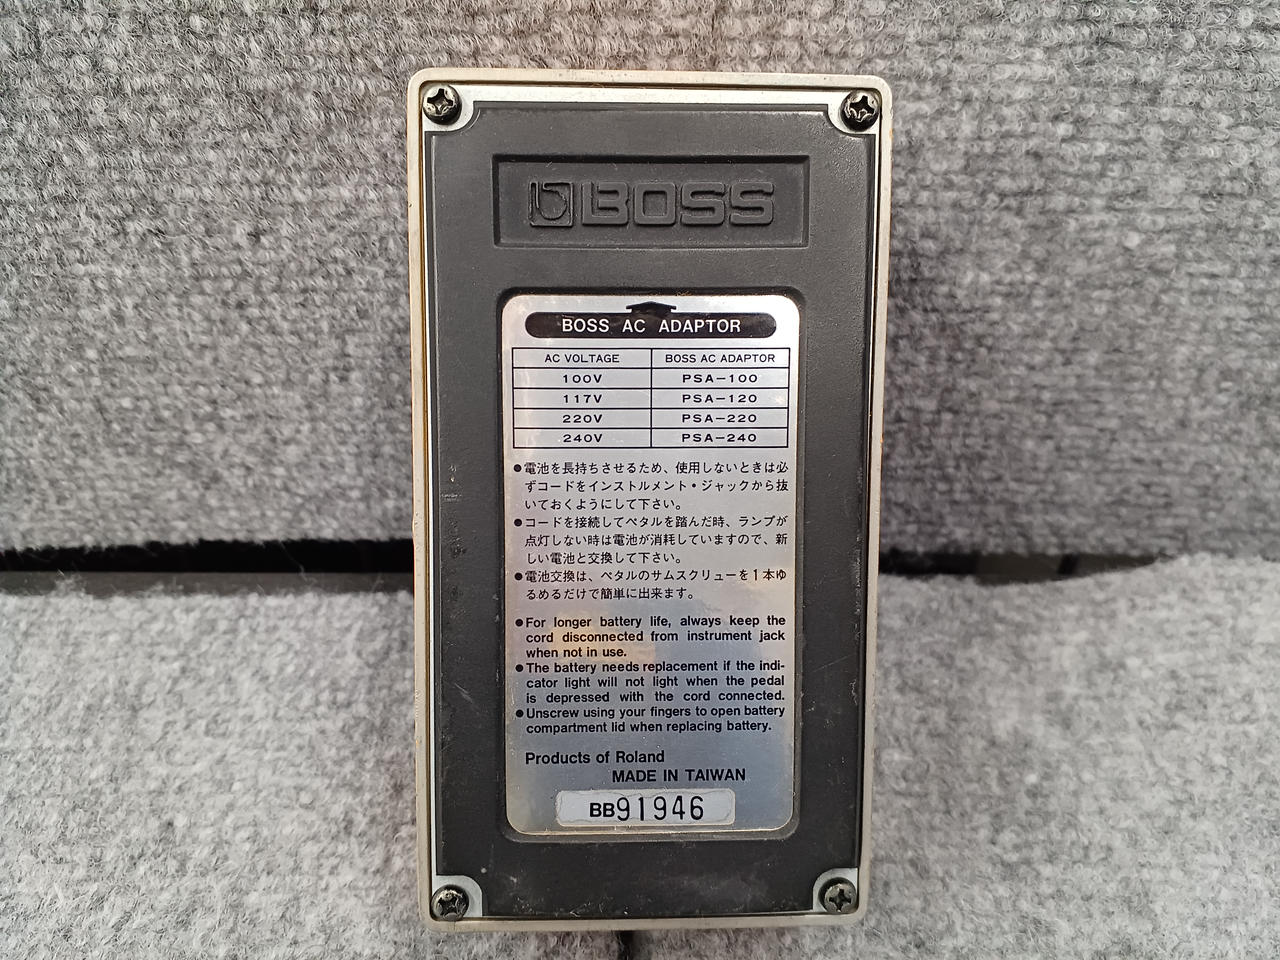 BOSS
BOSS AC ADAPTOR
AC VOLTAGE BOSS AC ADAPTOR
100V PSA-100
117V PSA-120
220V PSA-220
240V PSA-240
●電池を長持ちさせるため、使用しないときは必
ずコードをインストルメント・ジャックから抜
いておくようにして下さい。
●コードを接続してペタルを踏んだ時、ランプが
点灯しない時は電池が消耗していますので、新
しい電池と交換して下さい。
●電池交換は、ペタルのサムスクリューを1本ゆ
るめるだけで簡単に出来ます。
●For longer battery life, always keep the
cord disconnected from instrument jack
when not in use.
●The battery needs replacement if the indi-
cator light will not light when the pedal
is depressed with the cord connected.
●Unscrew using your fingers to open battery
compartment lid when replacing battery.
Products of Roland
MADE IN TAIWAN
BB91946